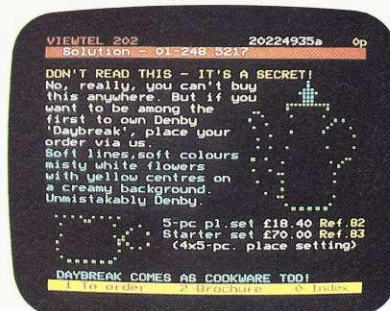 VIEWTEL 202 20224935a 0p
Solution - 01-248 5217
DON'T READ THIS - IT'S A SECRET!
No, really, you can't buy
this anywhere. But if you
want to be among the
first to own Denby
'Daybreak', place your
order via us.
Soft lines,soft colours
misty white flowers
with yellow centres on
a creamy background.
Unmistakably Denby.
5-pc pl.set £18.40 Ref.82
Starter set £70.00 Ref.83
(4x5-pc. place setting)
DAYBREAK COMES AS COOKWARE TOO!
1 To order 2 Brochure 0 Index